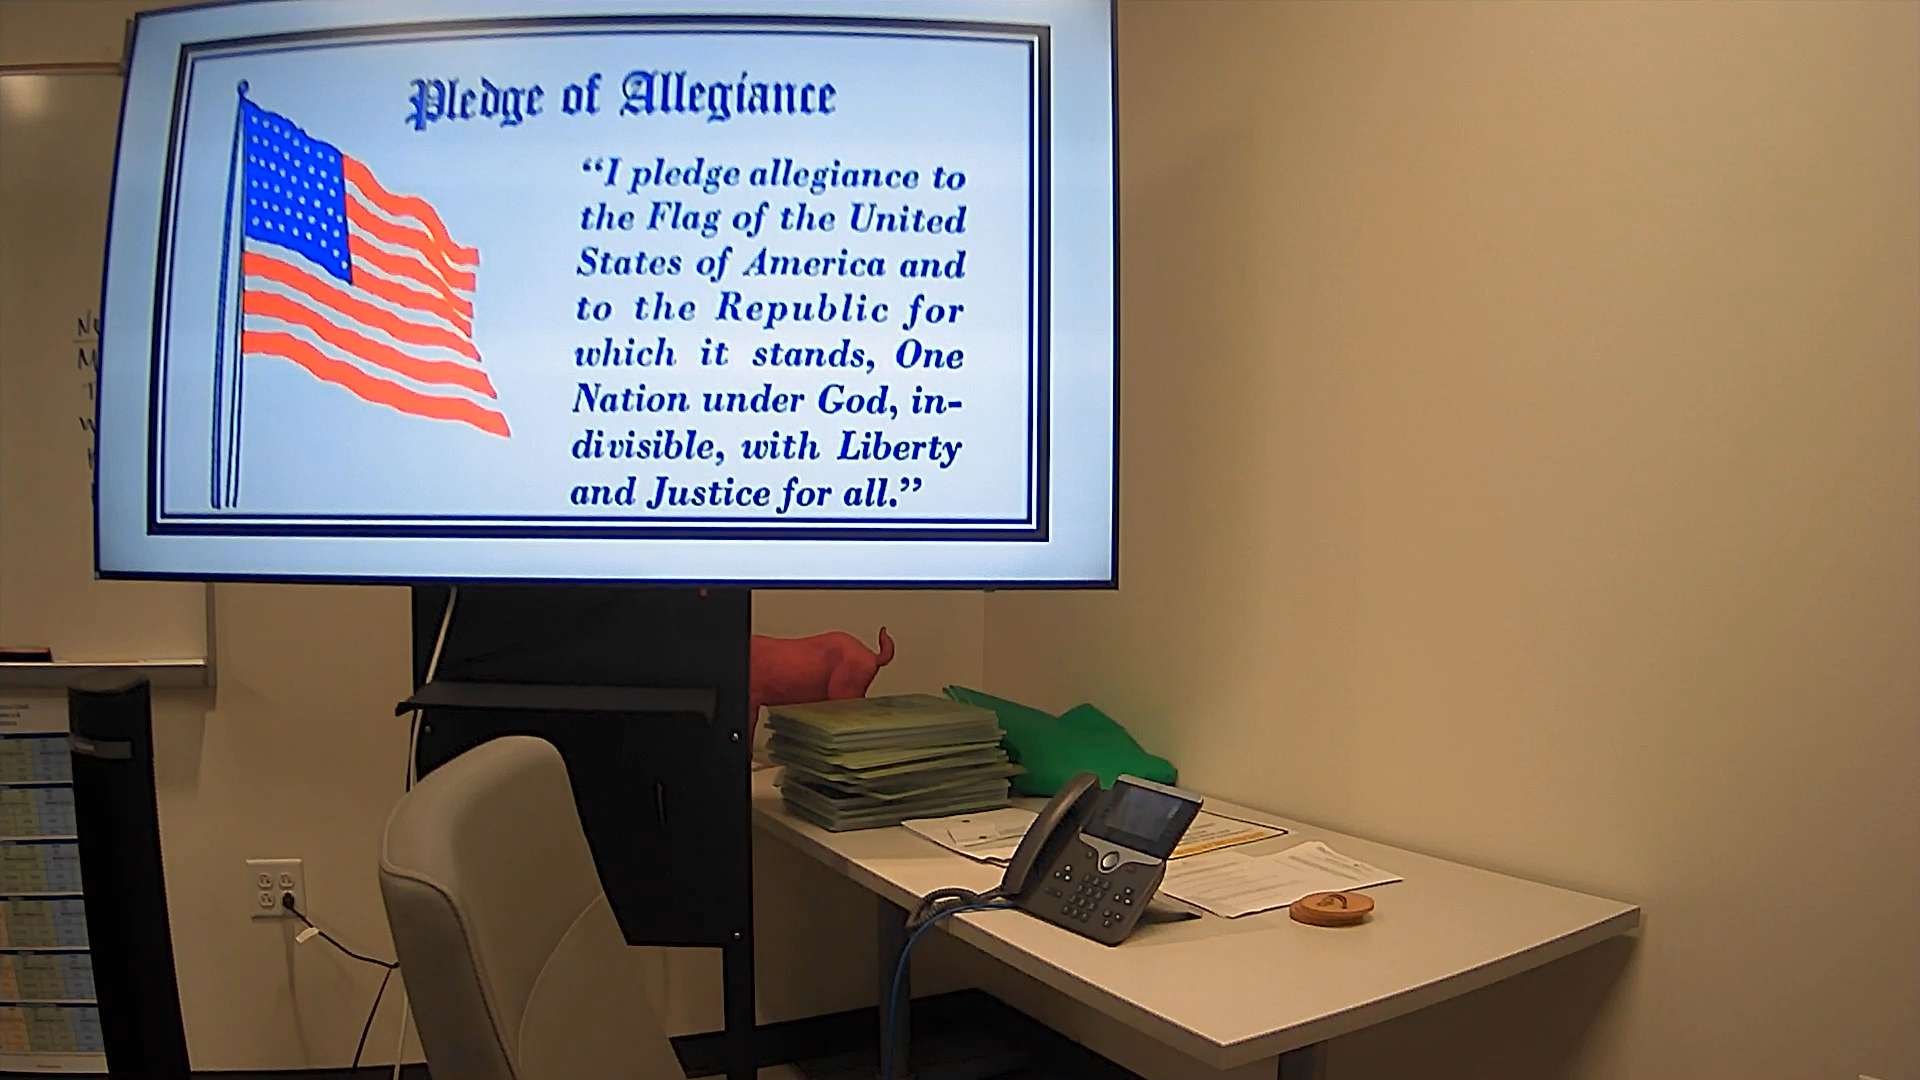 Pledge of Allegiance
“I pledge allegiance to
the Flag of the United
States of America and
to the Republic for
which it stands, One
Nation under God, in-
divisible, with Liberty
and Justice for all.”